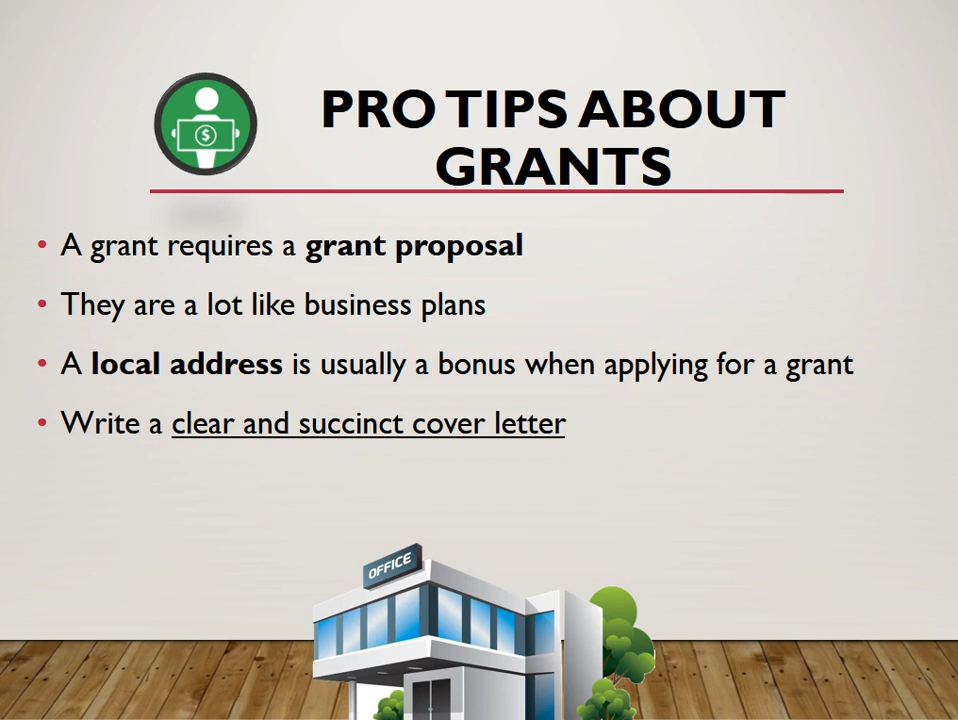 $
PRO TIPS ABOUT
GRANTS
• A grant requires a grant proposal
• They are a lot like business plans
• A local address is usually a bonus when applying for a grant
• Write a clear and succinct cover letter
OFFICE